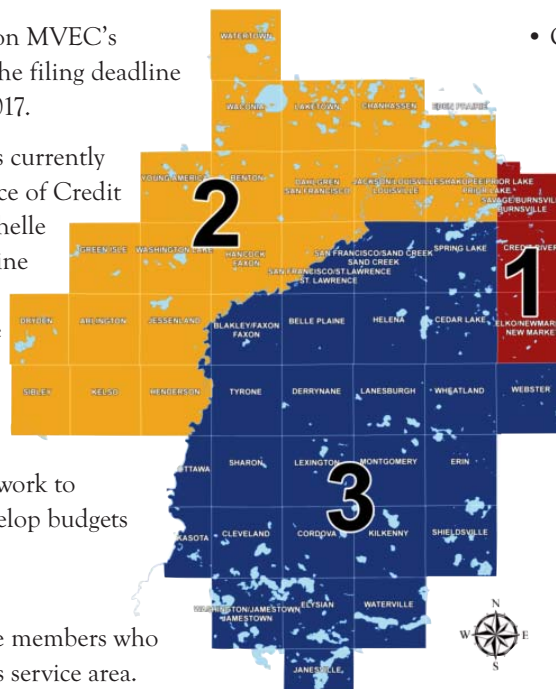 on MVEC's
he filing deadline
017.
s currently
ce of Credit
helle
ine
e
work to
elop budgets
e members who
s service area.
• C
WATERTOWN
WACONIA
LAKETOWN
CHANHASSEN
EDEN PRAIRIE
YOUNG AMERICA
BENTON
DAHLGREN
SAN FRANCISCO
JACKSON/LOUISVILLE
LOUISVILLE
SHAKOPEE/PRIOR LAKE
PRIOR LAKE
SAVAGE/BURNSVILLE
BURNSVILLE
2
GREEN ISLE
WASHINGTON LAKE
HANCOCK
FAXON
SAN FRANCISCO/SAND CREEK
SAND CREEK
SAN FRANCISCO/ST.LAWRENCE
ST. LAWRENCE
SPRING LAKE
CREDIT RIVER
1
DRYDEN
ARLINGTON
JESSENLAND
BLAKLEY/FAXON
FAXON
BELLE PLAINE
HELENA
CEDAR LAKE
ELKO/NEWMARKET
NEW MARKET
SIBLEY
KELSO
HENDERSON
TYRONE
DERRYNANE
LANESBURGH
WHEATLAND
WEBSTER
OTTAWA
SHARON
LEXINGTON
MONTGOMERY
ERIN
3
KASOTA
CLEVELAND
CORDOVA
KILKENNY
SHIELDSVILLE
WASHINGTON/JAMESTOWN
JAMESTOWN
ELYSIAN
WATERVILLE
JANESVILLE
N
W
E
S